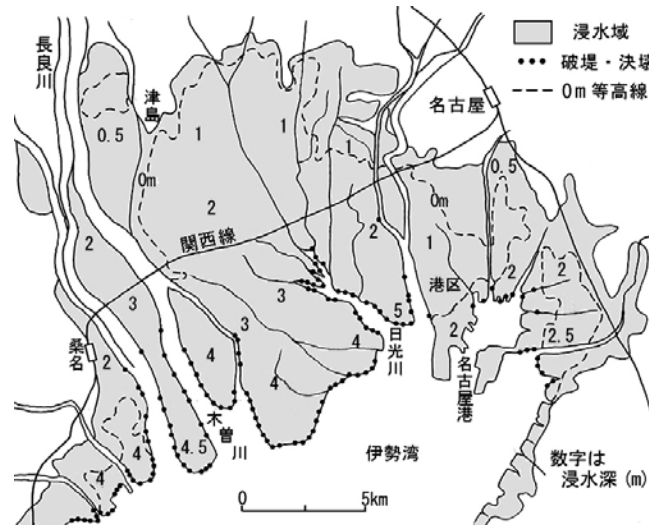 長良川
津島
名古屋
浸水域
破堤・決壊
0m等高線
0.5
1
1
1
0.5
0m
0m
2
2
2
1
関西線
港区
2
2
3
3
3
5
2
2.5
桑名
2
4
4
4
日光川
名古屋港
木曽川
4
4
4.5
伊勢湾
数字は
浸水深(m)
0
5km